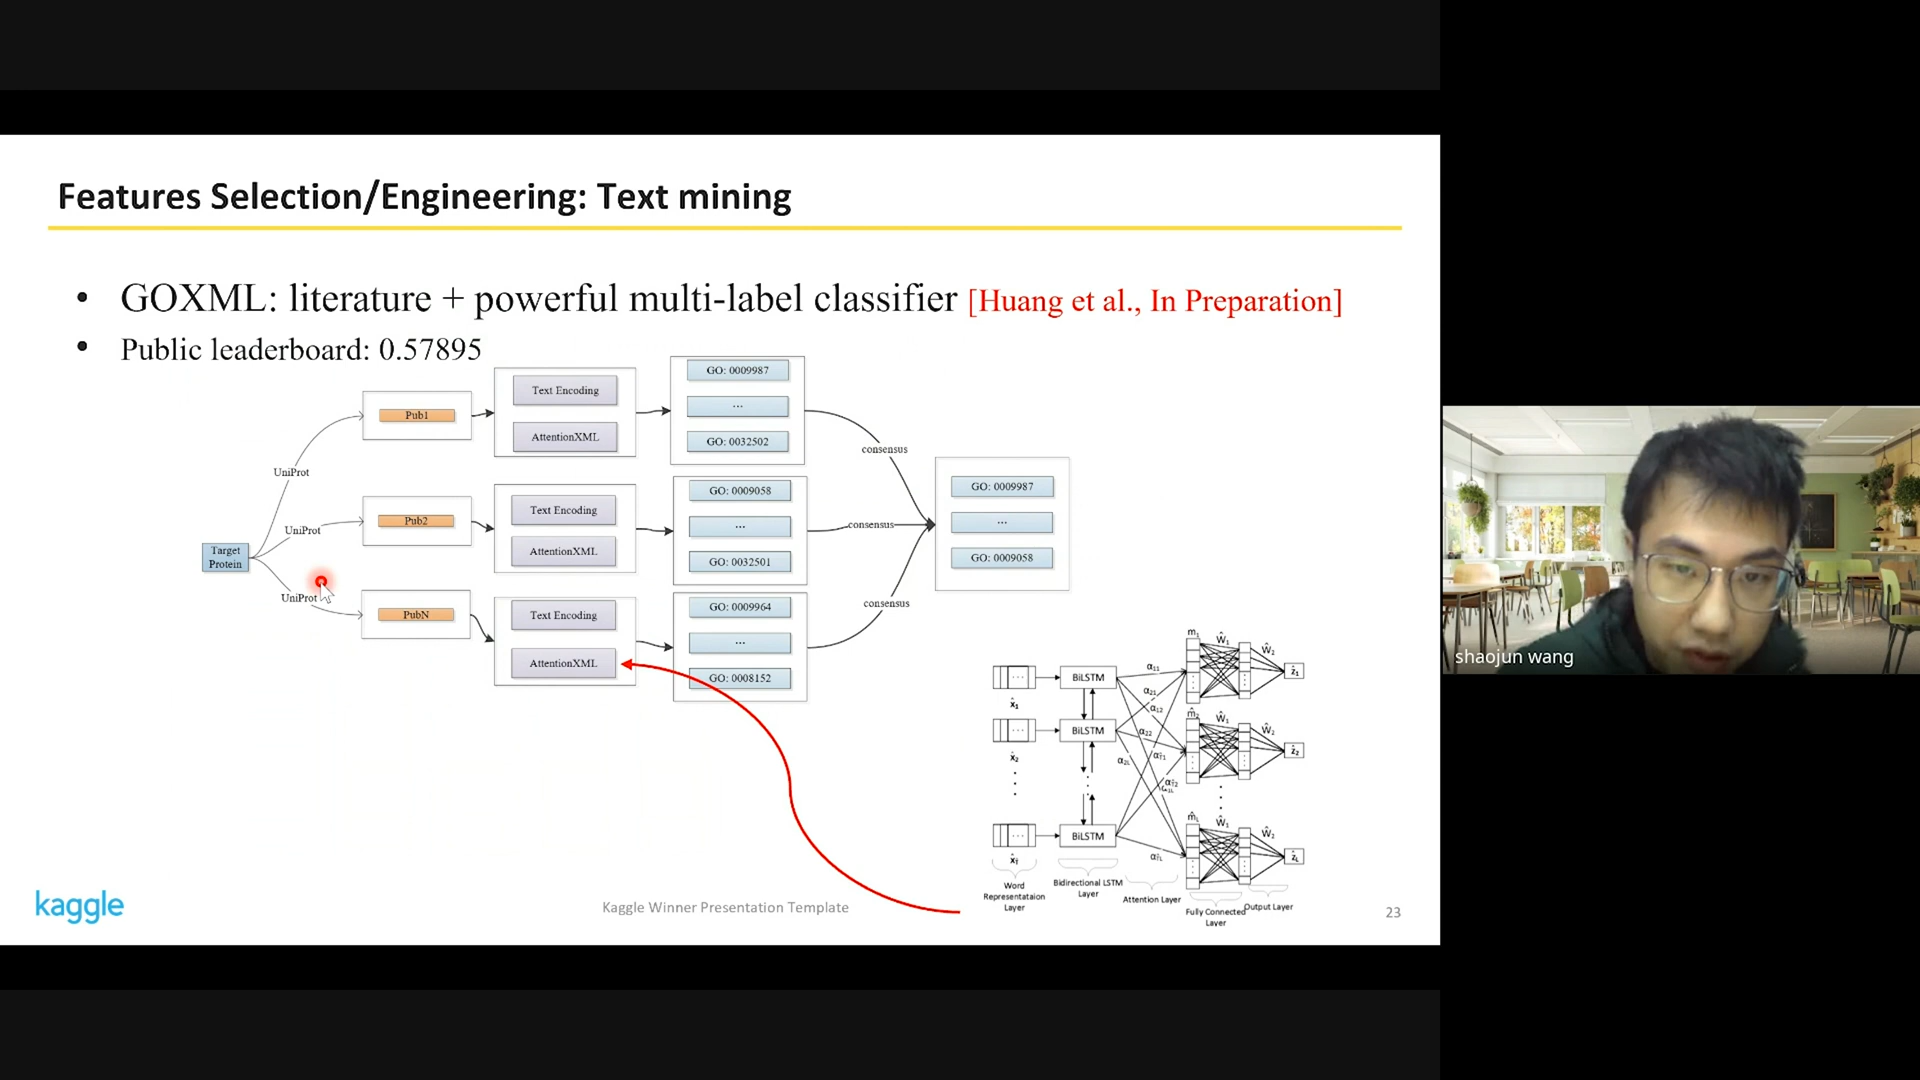 Features Selection/Engineering: Text mining
• GOXML: literature + powerful multi-label classifier [Huang et al., In Preparation]
• Public leaderboard: 0.57895
Target
Protein
UniProt
UniProt
UniProt
Pub1
Pub2
PubN
Text Encoding
AttentionXML
Text Encoding
AttentionXML
Text Encoding
AttentionXML
GO: 0009987
...
GO: 0032502
GO: 0009058
...
GO: 0032501
GO: 0009964
...
GO: 0008152
consensus
consensus
consensus
GO: 0009987
...
GO: 0009058
BiLSTM
BiLSTM
BiLSTM
Word
Representataion
Layer
Bidirectional LSTM
Layer
Attention Layer
Fully Connected
Layer
Output Layer
kaggle
Kaggle Winner Presentation Template
23
shaojun wang